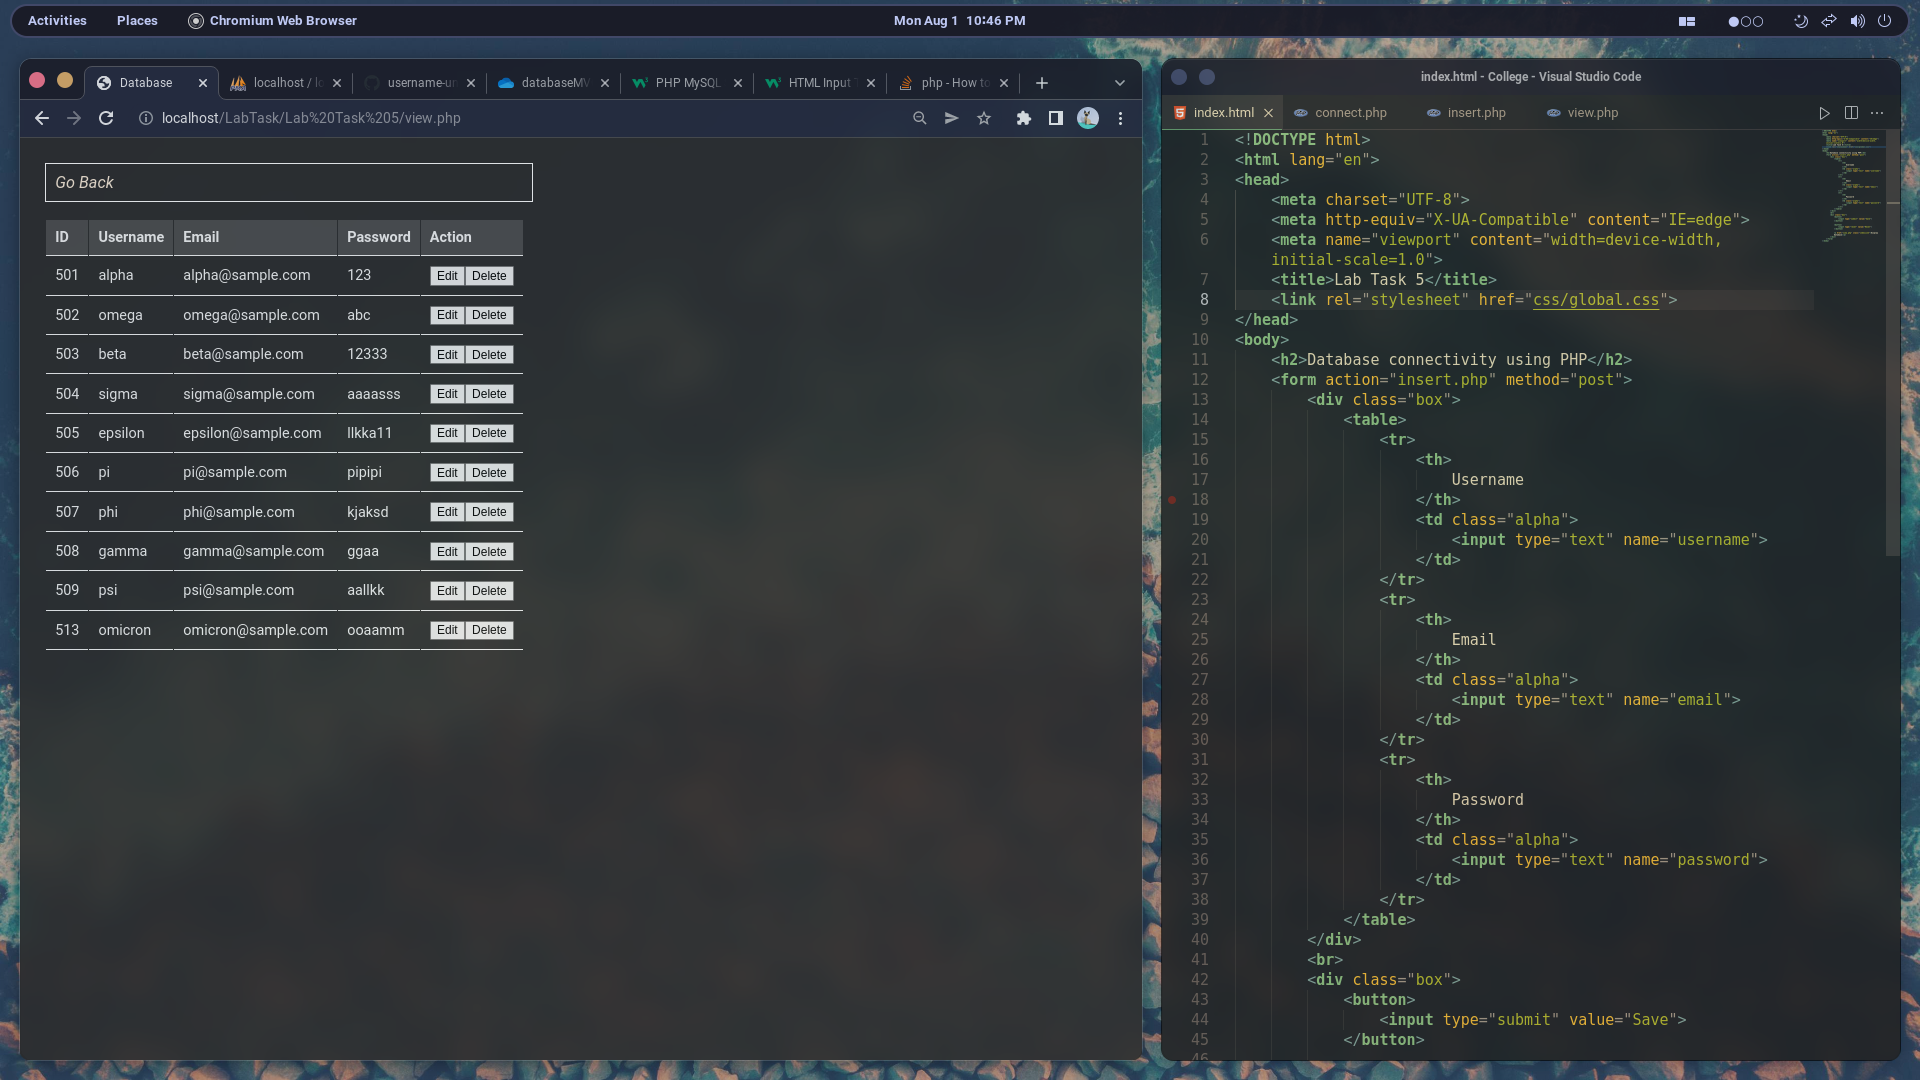 Activities Places Chromium Web Browser Mon Aug 1 10:46 PM
Database localhost / lo username-un databaseMV PHP MySQL HTML Input T php - How to
localhost/LabTask/Lab%20Task%205/view.php
Go Back
ID Username Email Password Action
501 alpha alpha@sample.com 123 Edit Delete
502 omega omega@sample.com abc Edit Delete
503 beta beta@sample.com 12333 Edit Delete
504 sigma sigma@sample.com aaaasss Edit Delete
505 epsilon epsilon@sample.com llkka11 Edit Delete
506 pi pi@sample.com pipipi Edit Delete
507 phi phi@sample.com kjaksd Edit Delete
508 gamma gamma@sample.com ggaa Edit Delete
509 psi psi@sample.com aallkk Edit Delete
513 omicron omicron@sample.com ooaamm Edit Delete
index.html - College - Visual Studio Code
index.html connect.php insert.php view.php
1 <!DOCTYPE html>
2 <html lang="en">
3 <head>
4 <meta charset="UTF-8">
5 <meta http-equiv="X-UA-Compatible" content="IE=edge">
6 <meta name="viewport" content="width=device-width,
initial-scale=1.0">
7 <title>Lab Task 5</title>
8 <link rel="stylesheet" href="css/global.css">
9 </head>
10 <body>
11 <h2>Database connectivity using PHP</h2>
12 <form action="insert.php" method="post">
13 <div class="box">
14 <table>
15 <tr>
16 <th>
17 Username
18 </th>
19 <td class="alpha">
20 <input type="text" name="username">
21 </td>
22 </tr>
23 <tr>
24 <th>
25 Email
26 </th>
27 <td class="alpha">
28 <input type="text" name="email">
29 </td>
30 </tr>
31 <tr>
32 <th>
33 Password
34 </th>
35 <td class="alpha">
36 <input type="text" name="password">
37 </td>
38 </tr>
39 </table>
40 </div>
41 <br>
42 <div class="box">
43 <button>
44 <input type="submit" value="Save">
45 </button>
46